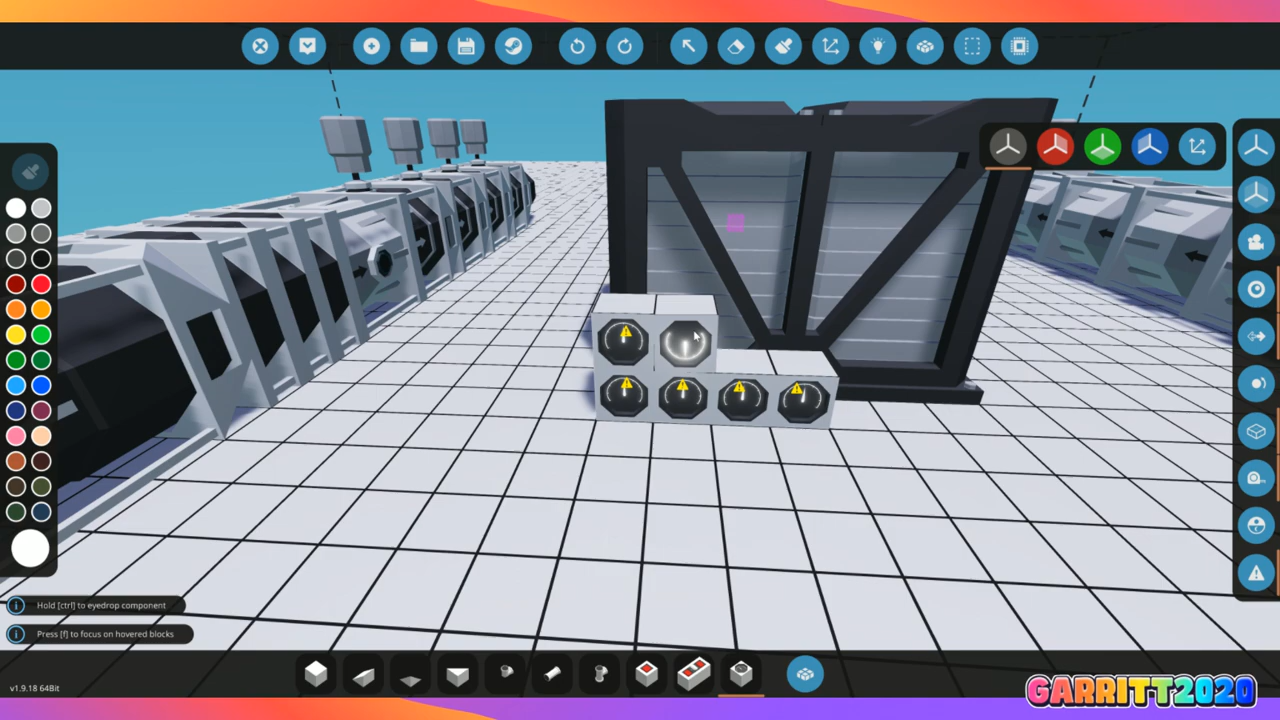 Hold [ctrl] to eyedrop component
Press [f] to focus on hovered blocks
v1.9.18 64Bit
GARRITT2020